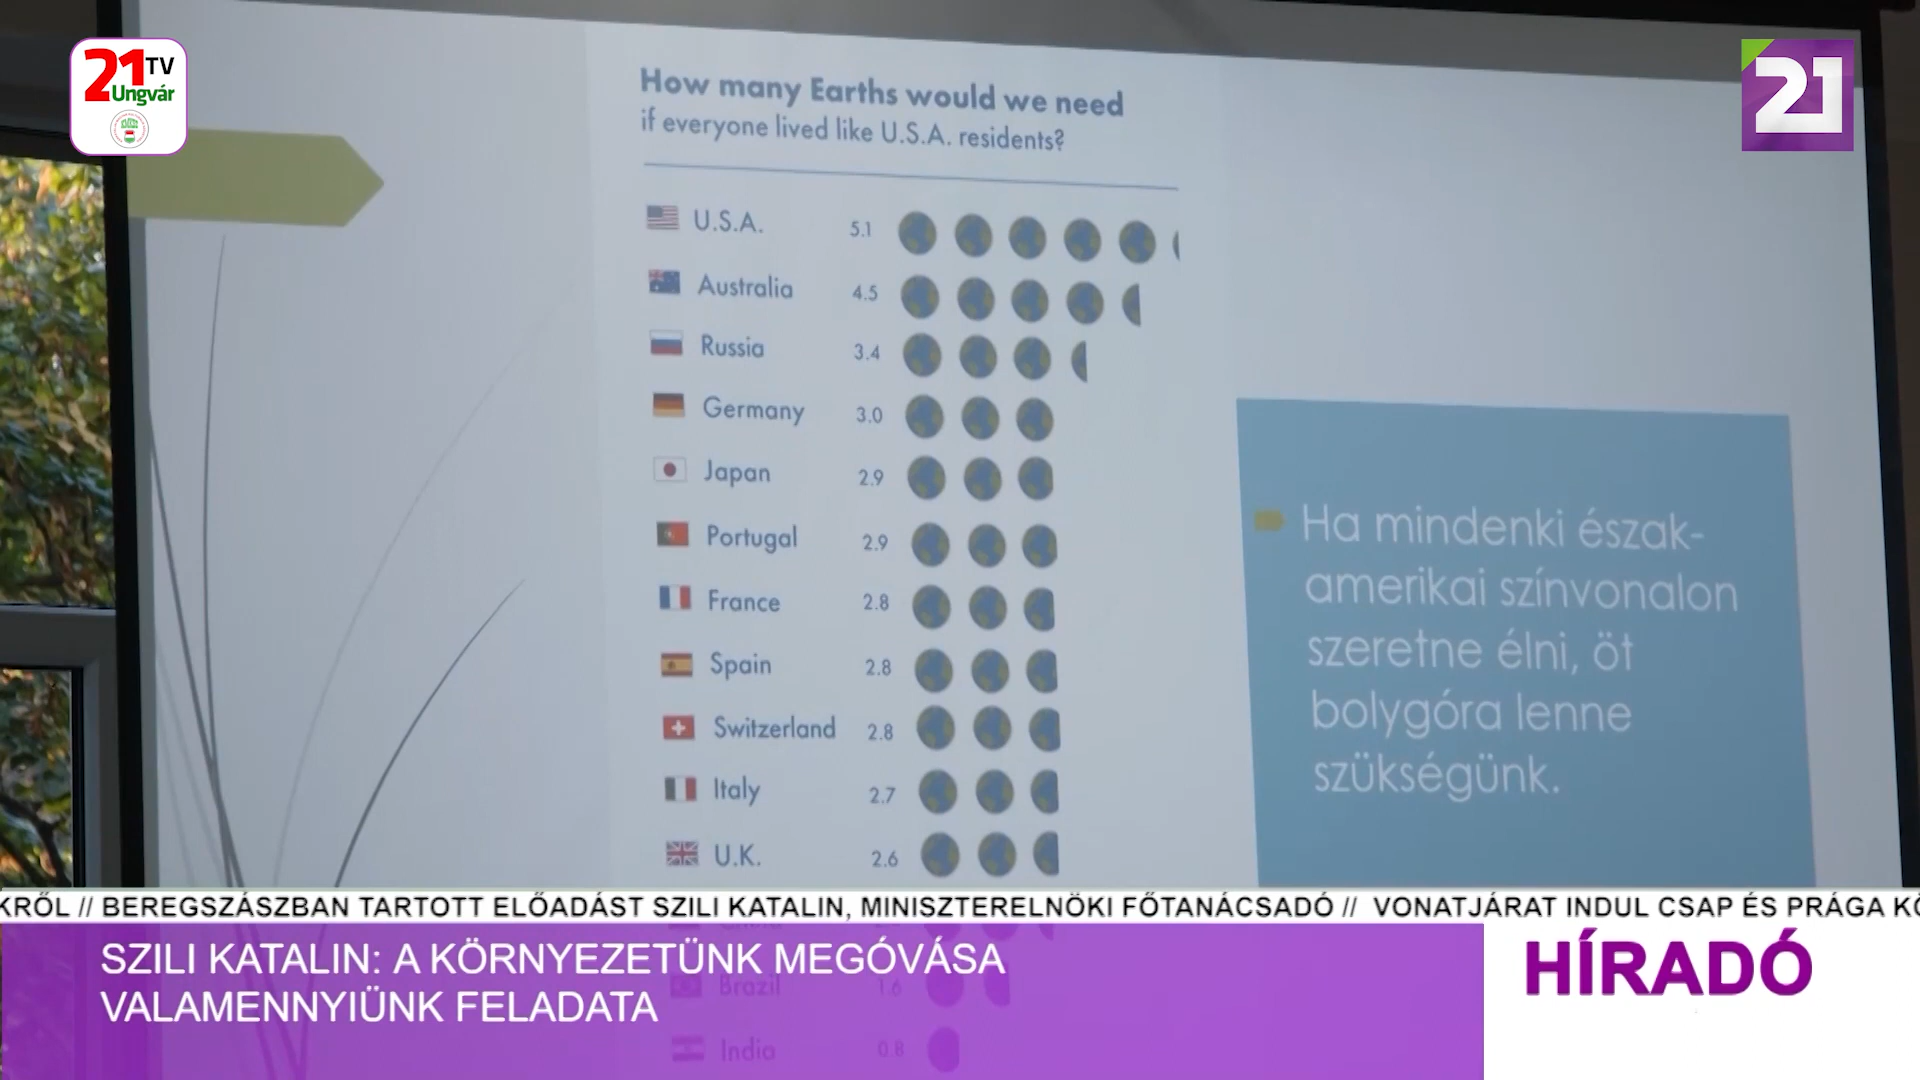 21 TV
Ungvár
21
How many Earths would we need
if everyone lived like U.S.A. residents?
U.S.A. 5.1
Australia 4.5
Russia 3.4
Germany 3.0
Japan 2.9
Portugal 2.9
France 2.8
Spain 2.8
Switzerland 2.8
Italy 2.7
U.K. 2.6
Brazil 1.6
India 0.8
Ha mindenki észak-
amerikai színvonalon
szeretne élni, öt
bolygóra lenne
szükségünk.
KRŐL // BEREGSZÁSZBAN TARTOTT ELŐADÁST SZILI KATALIN, MINISZTERELNÖKI FŐTANÁCSADÓ // VONATJÁRAT INDUL CSAP ÉS PRÁGA KÖ
SZILI KATALIN: A KÖRNYEZETÜNK MEGÓVÁSA
VALAMENNYIÜNK FELADATA
HÍRADÓ